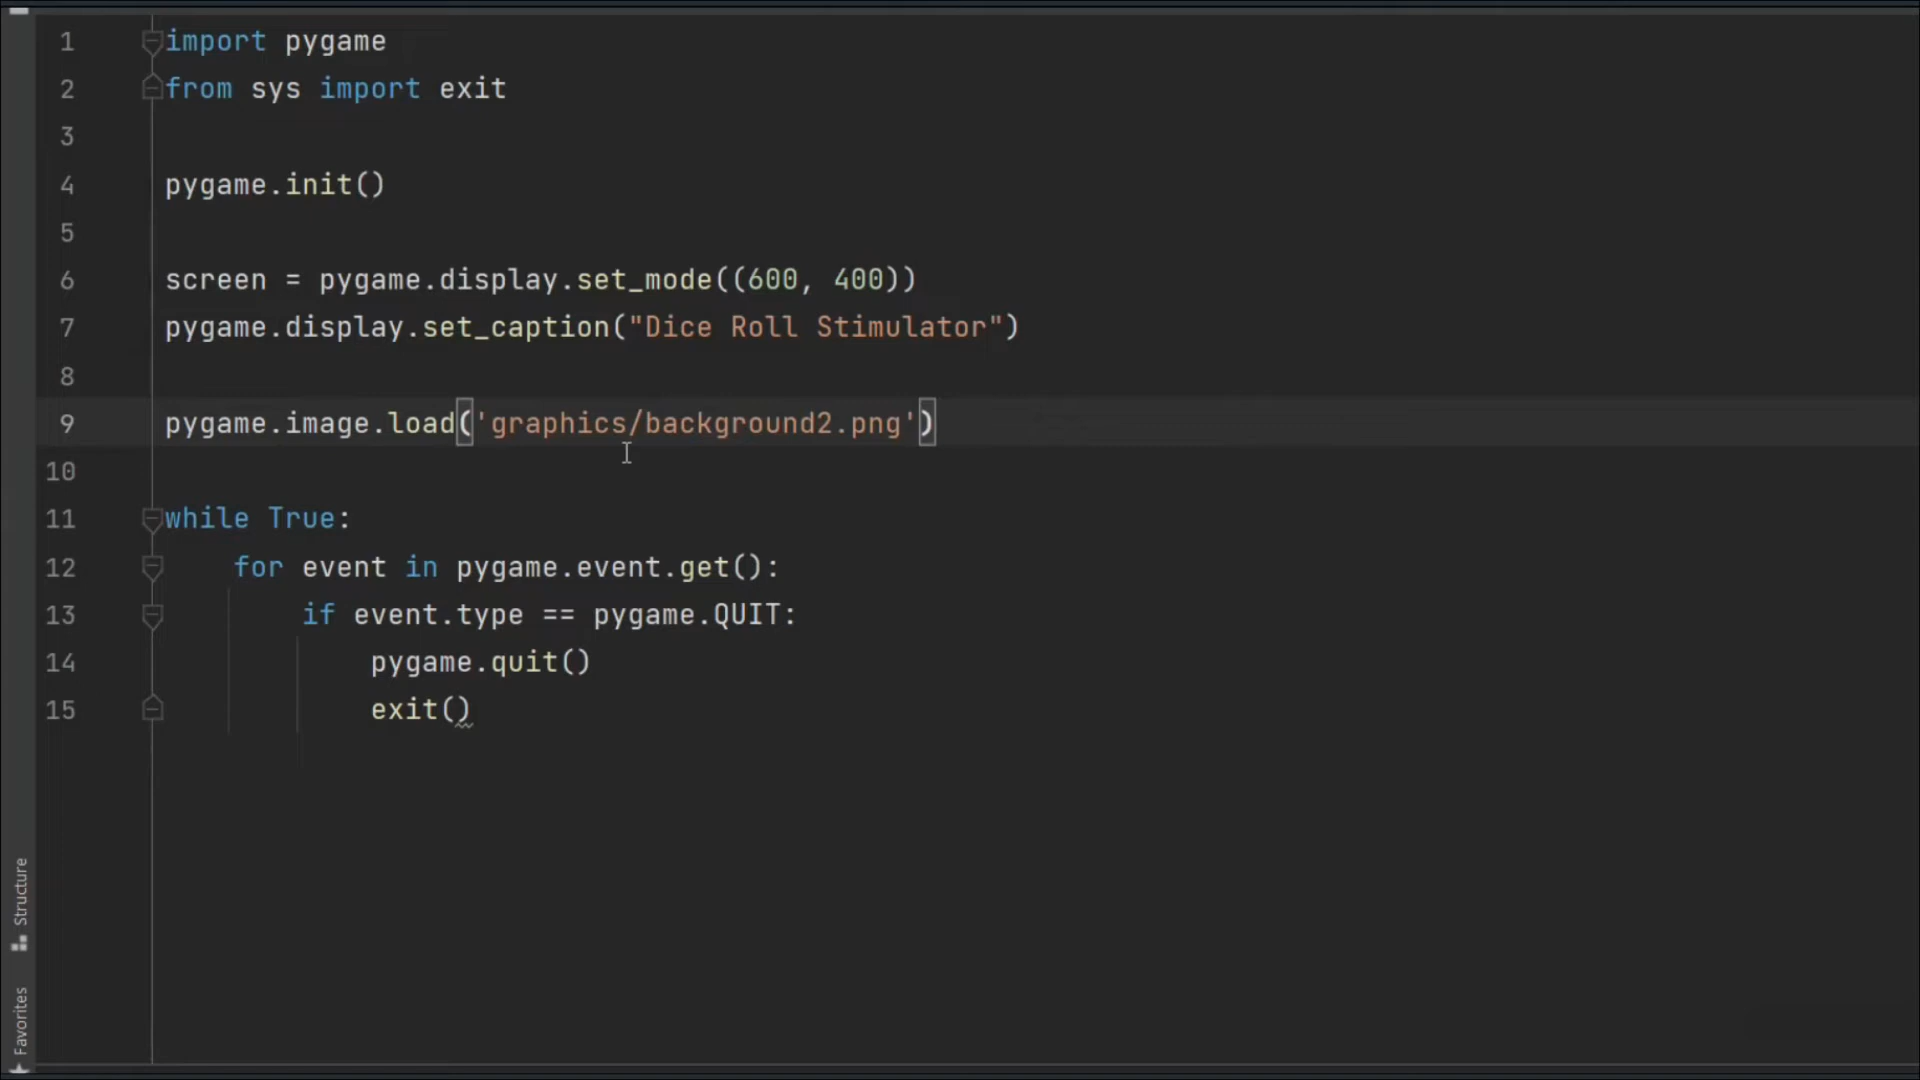 1 import pygame
2 from sys import exit
3
4 pygame.init()
5
6 screen = pygame.display.set_mode((600, 400))
7 pygame.display.set_caption("Dice Roll Stimulator")
8
9 pygame.image.load('graphics/background2.png')
10
11 while True:
12     for event in pygame.event.get():
13         if event.type == pygame.QUIT:
14             pygame.quit()
15             exit()
Structure
Favorites